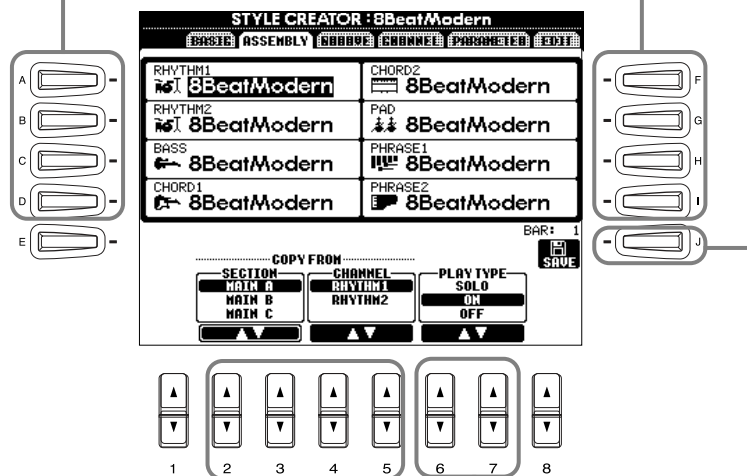 STYLE CREATOR : 8BeatModern
BASIC ASSEMBLY GROOVE CHANNEL PARAMETER EDIT
RHYTHM1
8BeatModern
CHORD2
8BeatModern
RHYTHM2
8BeatModern
PAD
8BeatModern
BASS
8BeatModern
PHRASE1
8BeatModern
CHORD1
8BeatModern
PHRASE2
8BeatModern
A
B
C
D
E
F
G
H
I
J
BAR: 1
SAVE
COPY FROM
SECTION
MAIN A
MAIN B
MAIN C
CHANNEL
RHYTHM1
RHYTHM2
PLAY TYPE
SOLO
ON
OFF
1 2 3 4 5 6 7 8